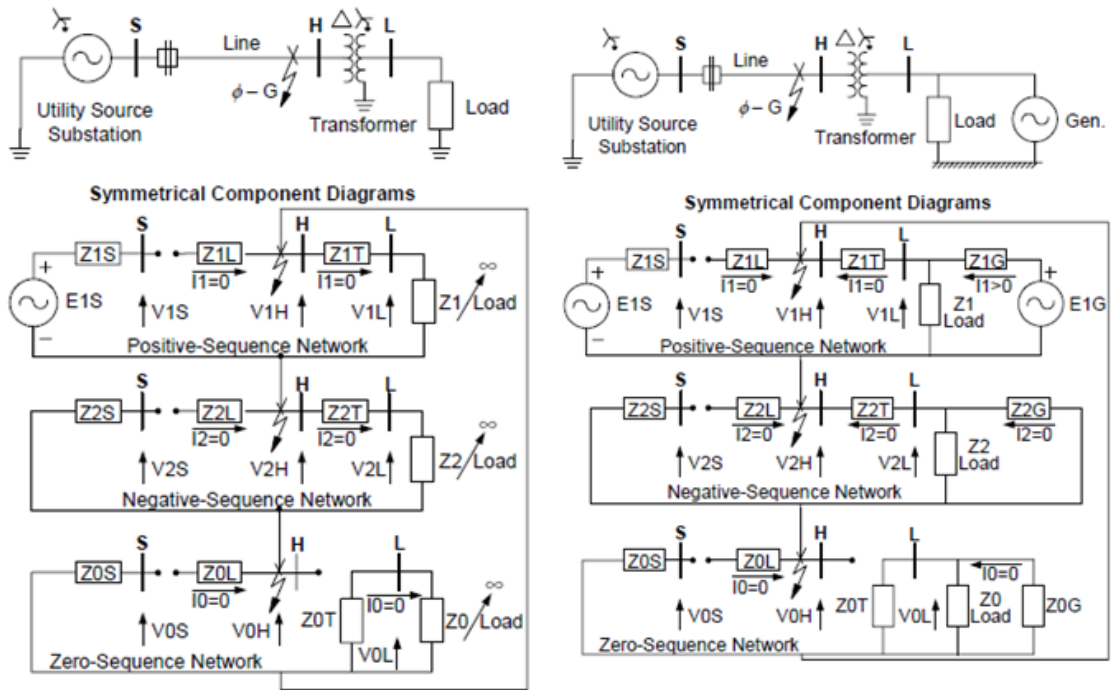 S
Line
H
L
ϕ – G
Utility Source
Substation
Transformer
Load
Symmetrical Component Diagrams
Z1S
S
Z1L
H
Z1T
L
I1=0
I1=0
∞
+
E1S
–
V1S
V1H
V1L
Z1
Load
Positive-Sequence Network
Z2S
S
Z2L
H
Z2T
L
I2=0
I2=0
∞
V2S
V2H
V2L
Z2
Load
Negative-Sequence Network
Z0S
S
Z0L
H
L
I0=0
I0=0
∞
V0S
V0H
Z0T
V0L
Z0
Load
Zero-Sequence Network
S
Line
H
L
ϕ – G
Utility Source
Substation
Transformer
Load
Gen.
Symmetrical Component Diagrams
Z1S
S
Z1L
H
Z1T
L
Z1G
I1=0
I1=0
I1>0
+
+
E1S
–
V1S
V1H
V1L
Z1
Load
E1G
Positive-Sequence Network
Z2S
S
Z2L
H
Z2T
L
Z2G
I2=0
I2=0
I2=0
V2S
V2H
V2L
Z2
Load
Negative-Sequence Network
Z0S
S
Z0L
H
L
I0=0
I0=0
V0S
V0H
Z0T
V0L
Z0
Load
Z0G
Zero-Sequence Network